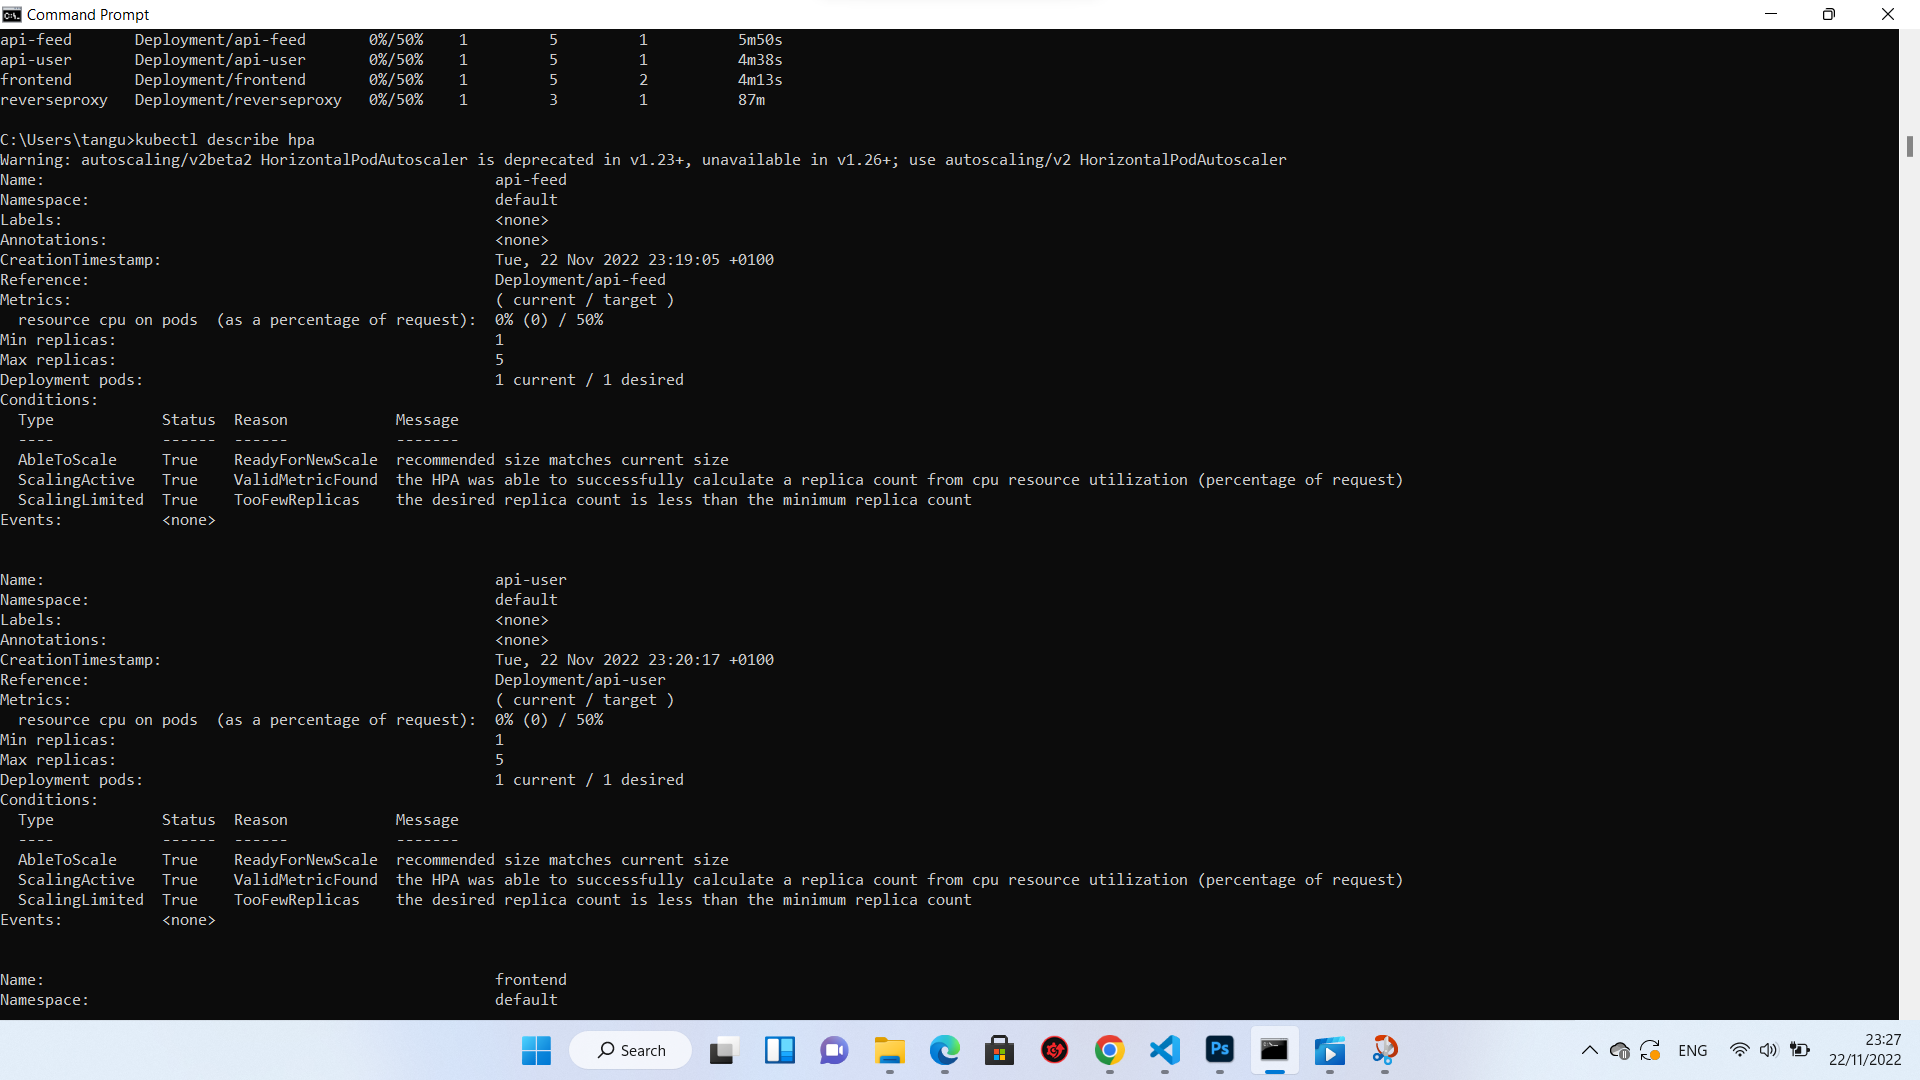 Command Prompt
api-feed       Deployment/api-feed       0%/50%    1         5         1          5m50s
api-user       Deployment/api-user       0%/50%    1         5         1          4m38s
frontend       Deployment/frontend       0%/50%    1         5         2          4m13s
reverseproxy   Deployment/reverseproxy   0%/50%    1         3         1          87m
C:\Users\tangu>kubectl describe hpa
Warning: autoscaling/v2beta2 HorizontalPodAutoscaler is deprecated in v1.23+, unavailable in v1.26+; use autoscaling/v2 HorizontalPodAutoscaler
Name:                                                  api-feed
Namespace:                                             default
Labels:                                                <none>
Annotations:                                           <none>
CreationTimestamp:                                     Tue, 22 Nov 2022 23:19:05 +0100
Reference:                                             Deployment/api-feed
Metrics:                                               ( current / target )
  resource cpu on pods  (as a percentage of request):  0% (0) / 50%
Min replicas:                                          1
Max replicas:                                          5
Deployment pods:                                       1 current / 1 desired
Conditions:
  Type            Status  Reason            Message
  ----            ------  ------            -------
  AbleToScale     True    ReadyForNewScale  recommended size matches current size
  ScalingActive   True    ValidMetricFound  the HPA was able to successfully calculate a replica count from cpu resource utilization (percentage of request)
  ScalingLimited  True    TooFewReplicas    the desired replica count is less than the minimum replica count
Events:           <none>
Name:                                                  api-user
Namespace:                                             default
Labels:                                                <none>
Annotations:                                           <none>
CreationTimestamp:                                     Tue, 22 Nov 2022 23:20:17 +0100
Reference:                                             Deployment/api-user
Metrics:                                               ( current / target )
  resource cpu on pods  (as a percentage of request):  0% (0) / 50%
Min replicas:                                          1
Max replicas:                                          5
Deployment pods:                                       1 current / 1 desired
Conditions:
  Type            Status  Reason            Message
  ----            ------  ------            -------
  AbleToScale     True    ReadyForNewScale  recommended size matches current size
  ScalingActive   True    ValidMetricFound  the HPA was able to successfully calculate a replica count from cpu resource utilization (percentage of request)
  ScalingLimited  True    TooFewReplicas    the desired replica count is less than the minimum replica count
Events:           <none>
Name:                                                  frontend
Namespace:                                             default
Search
Ps
ENG
23:27
22/11/2022